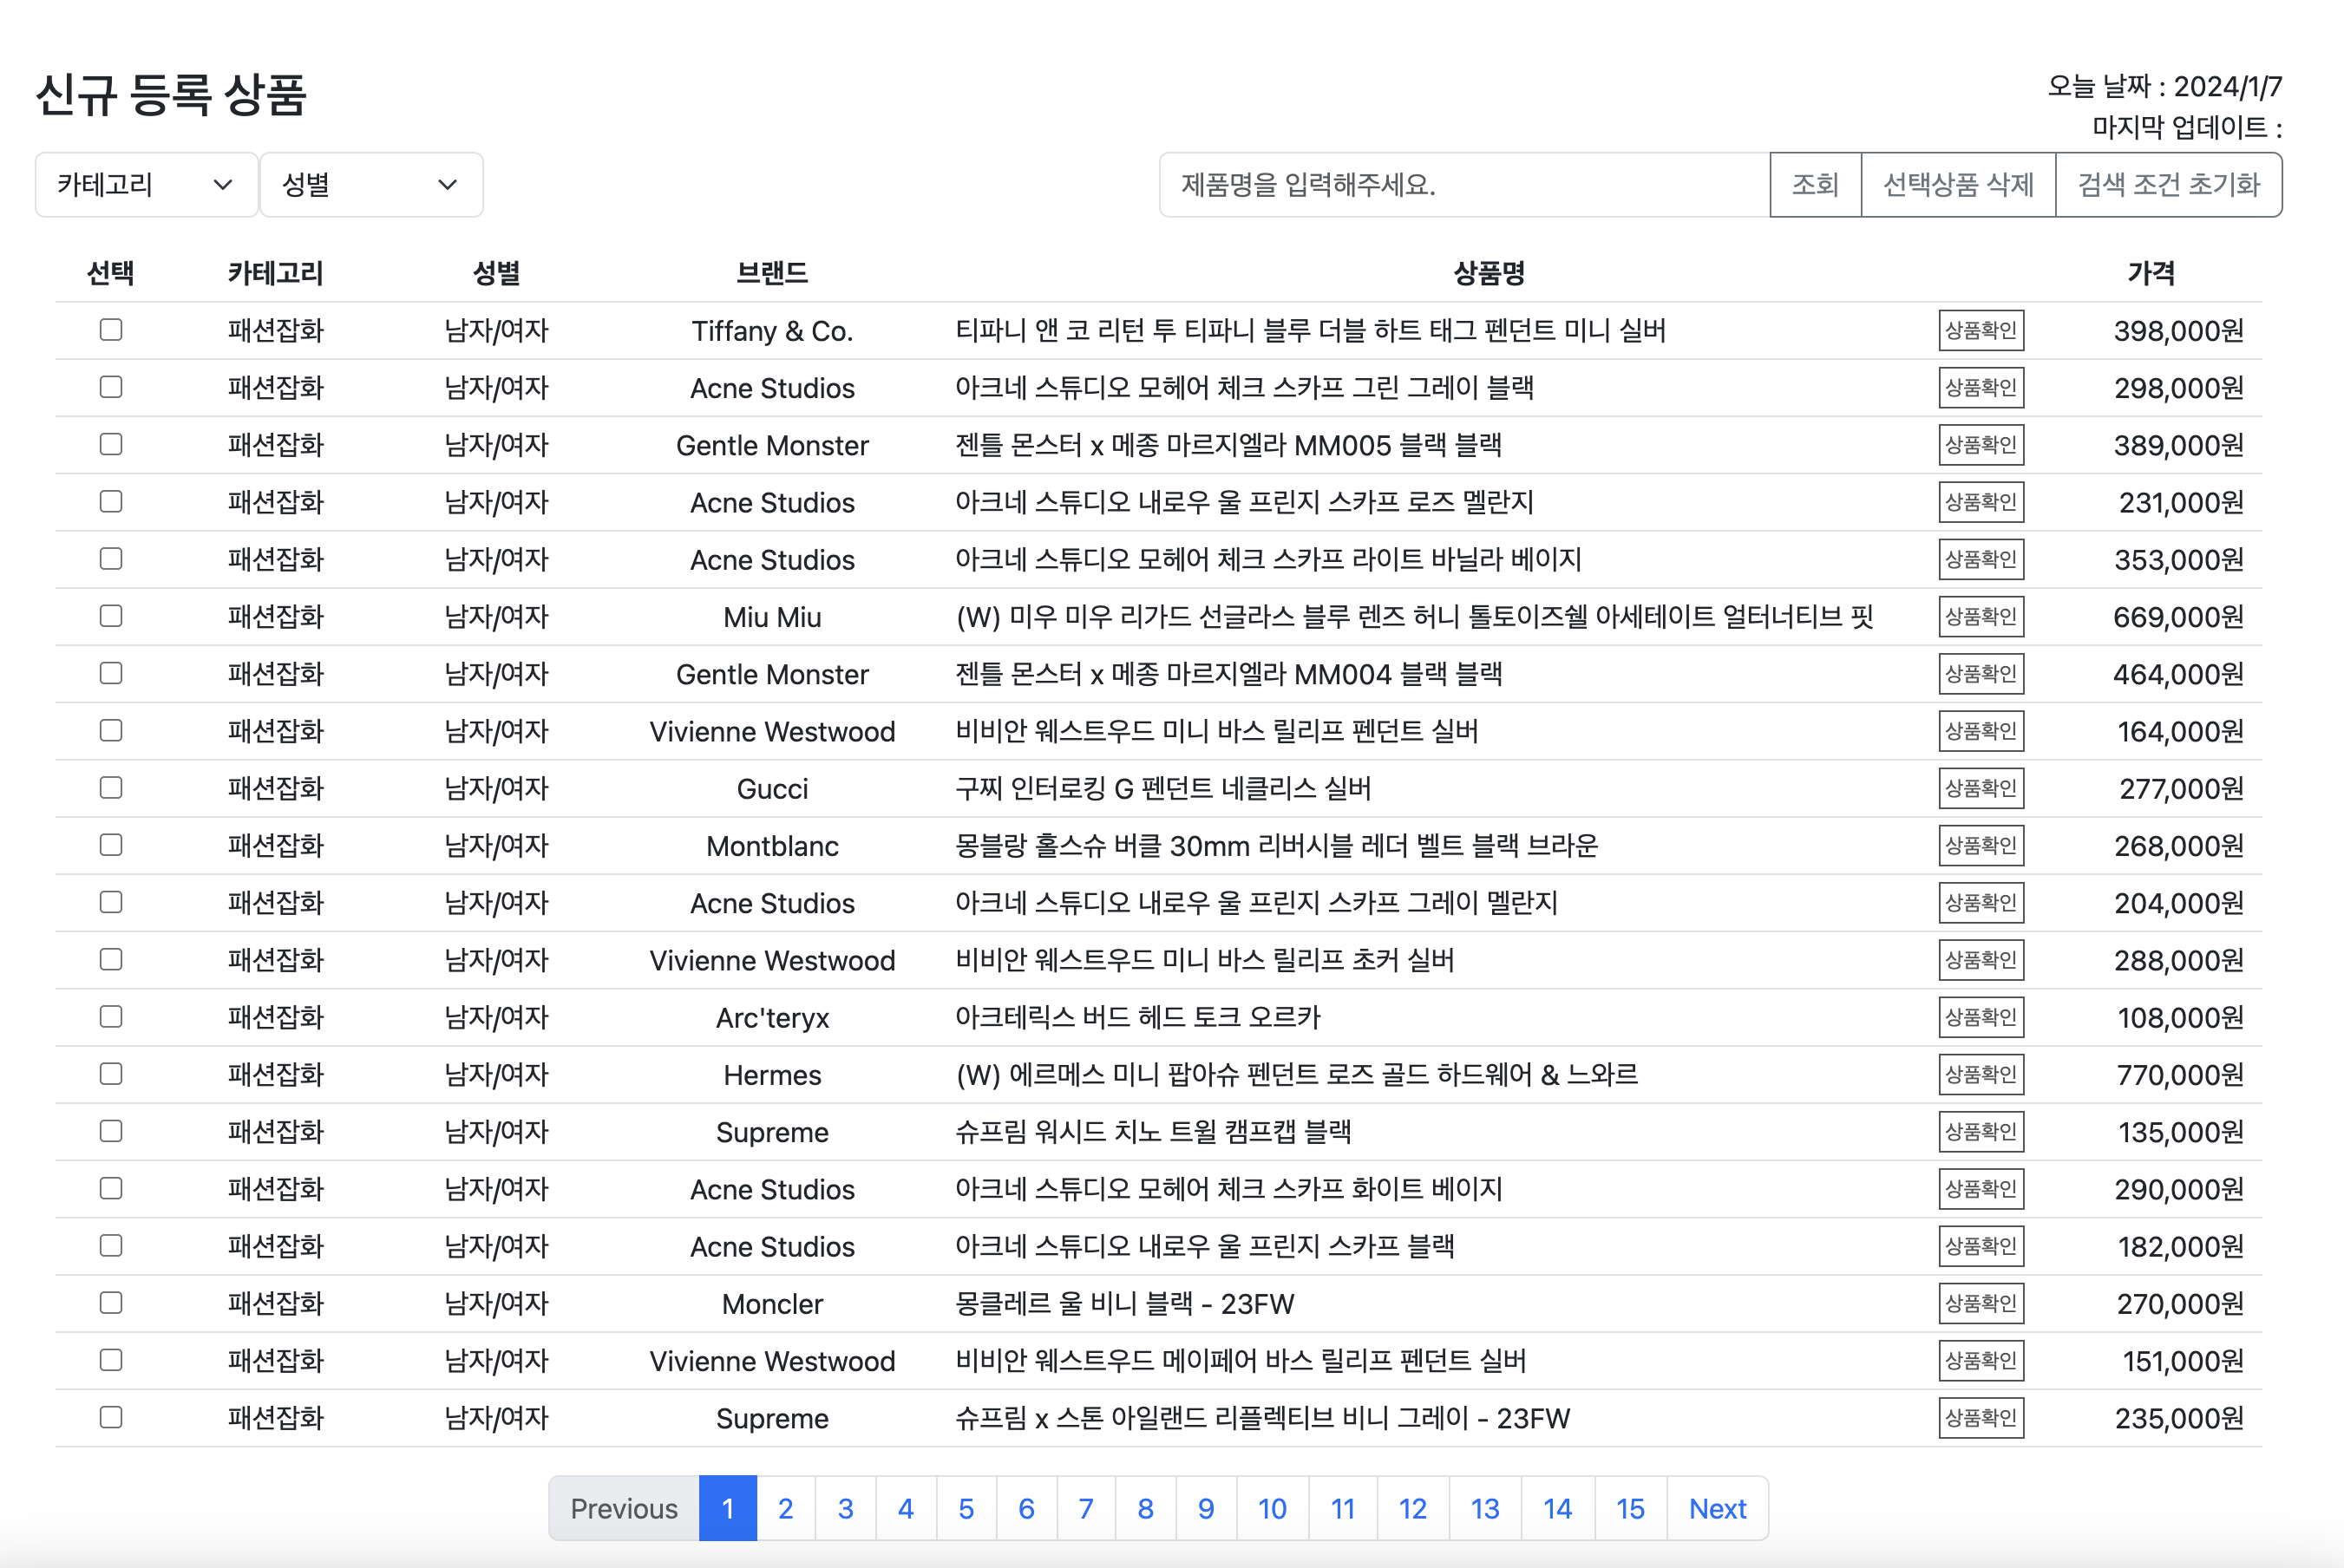 신규 등록 상품
오늘 날짜 : 2024/1/7
마지막 업데이트 :
카테고리 성별 제품명을 입력해주세요. 조회 선택상품 삭제 검색 조건 초기화
선택 카테고리 성별 브랜드 상품명 가격
패션잡화 남자/여자 Tiffany & Co. 티파니 앤 코 리턴 투 티파니 블루 더블 하트 태그 펜던트 미니 실버 상품확인 398,000원
패션잡화 남자/여자 Acne Studios 아크네 스튜디오 모헤어 체크 스카프 그린 그레이 블랙 상품확인 298,000원
패션잡화 남자/여자 Gentle Monster 젠틀 몬스터 x 메종 마르지엘라 MM005 블랙 블랙 상품확인 389,000원
패션잡화 남자/여자 Acne Studios 아크네 스튜디오 내로우 울 프린지 스카프 로즈 멜란지 상품확인 231,000원
패션잡화 남자/여자 Acne Studios 아크네 스튜디오 모헤어 체크 스카프 라이트 바닐라 베이지 상품확인 353,000원
패션잡화 남자/여자 Miu Miu (W) 미우 미우 리가드 선글라스 블루 렌즈 허니 톨토이즈쉘 아세테이트 얼터너티브 핏 상품확인 669,000원
패션잡화 남자/여자 Gentle Monster 젠틀 몬스터 x 메종 마르지엘라 MM004 블랙 블랙 상품확인 464,000원
패션잡화 남자/여자 Vivienne Westwood 비비안 웨스트우드 미니 바스 릴리프 펜던트 실버 상품확인 164,000원
패션잡화 남자/여자 Gucci 구찌 인터로킹 G 펜던트 네클리스 실버 상품확인 277,000원
패션잡화 남자/여자 Montblanc 몽블랑 홀스슈 버클 30mm 리버시블 레더 벨트 블랙 브라운 상품확인 268,000원
패션잡화 남자/여자 Acne Studios 아크네 스튜디오 내로우 울 프린지 스카프 그레이 멜란지 상품확인 204,000원
패션잡화 남자/여자 Vivienne Westwood 비비안 웨스트우드 미니 바스 릴리프 초커 실버 상품확인 288,000원
패션잡화 남자/여자 Arc'teryx 아크테릭스 버드 헤드 토크 오르카 상품확인 108,000원
패션잡화 남자/여자 Hermes (W) 에르메스 미니 팝아슈 펜던트 로즈 골드 하드웨어 & 느와르 상품확인 770,000원
패션잡화 남자/여자 Supreme 슈프림 워시드 치노 트윌 캠프캡 블랙 상품확인 135,000원
패션잡화 남자/여자 Acne Studios 아크네 스튜디오 모헤어 체크 스카프 화이트 베이지 상품확인 290,000원
패션잡화 남자/여자 Acne Studios 아크네 스튜디오 내로우 울 프린지 스카프 블랙 상품확인 182,000원
패션잡화 남자/여자 Moncler 몽클레르 울 비니 블랙 - 23FW 상품확인 270,000원
패션잡화 남자/여자 Vivienne Westwood 비비안 웨스트우드 메이페어 바스 릴리프 펜던트 실버 상품확인 151,000원
패션잡화 남자/여자 Supreme 슈프림 x 스톤 아일랜드 리플렉티브 비니 그레이 - 23FW 상품확인 235,000원
Previous 1 2 3 4 5 6 7 8 9 10 11 12 13 14 15 Next